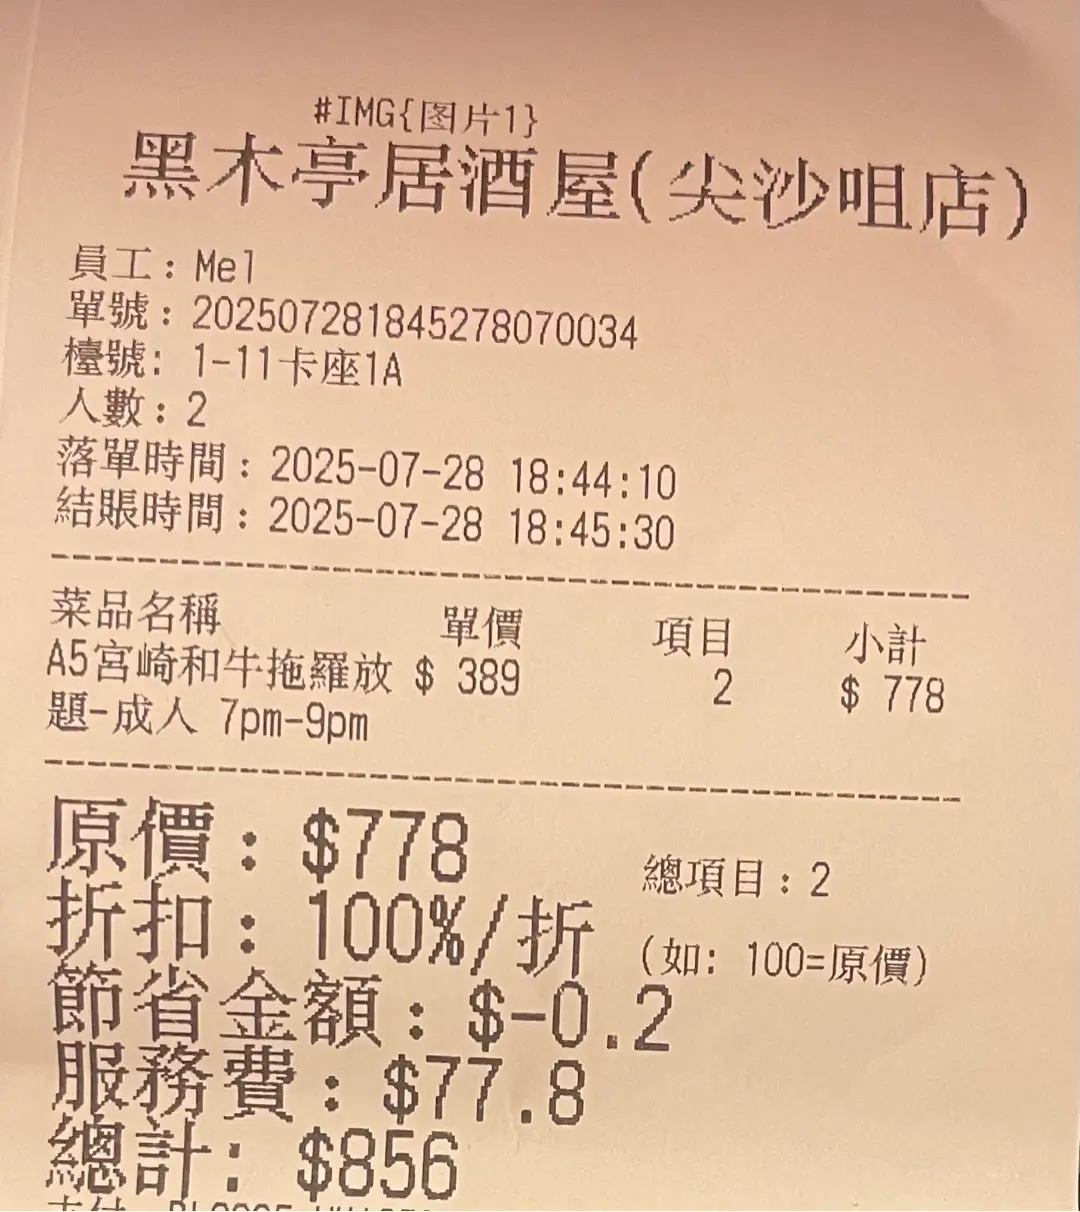 #IMG{图片1}
黑木亭居酒屋(尖沙咀店)
員工: Mel
單號: 202507281845278070034
檯號: 1-11卡座1A
人數: 2
落單時間: 2025-07-28 18:44:10
結賬時間: 2025-07-28 18:45:30
菜品名稱 單價 項目 小計
A5宮崎和牛拖羅放 $ 389 2 $ 778
題-成人 7pm-9pm
原價: $778 總項目: 2
折扣: 100%/折 (如: 100=原價)
節省金額: $-0.2
服務費: $77.8
總計: $856